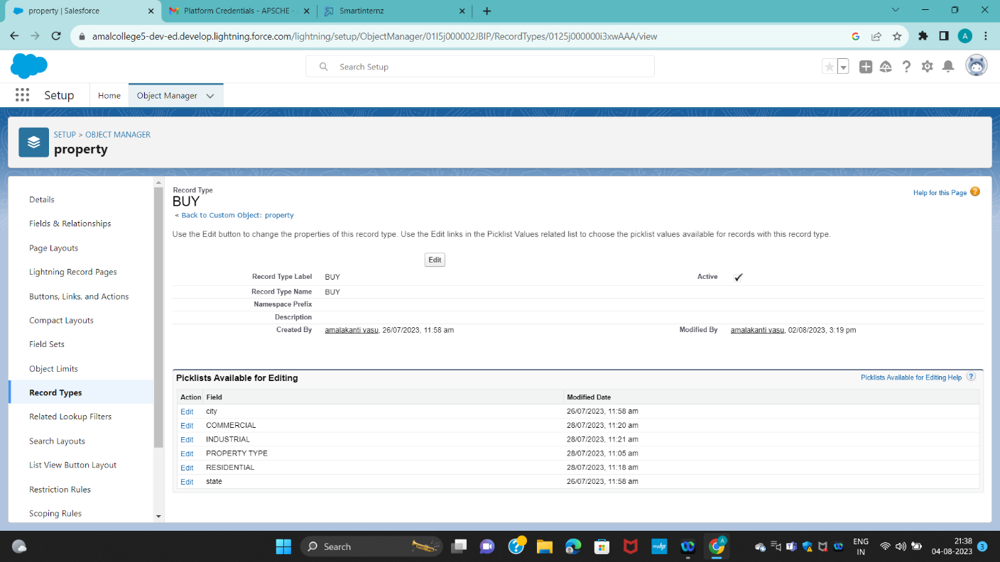 property | Salesforce
Platform Credentials - APSCHE -
Smartinternz
amalcollege5-dev-ed.develop.lightning.force.com/lightning/setup/ObjectManager/01I5j000002JBIP/RecordTypes/0125j000000i3xwAAA/view
A
Search Setup
Setup
Home
Object Manager
SETUP > OBJECT MANAGER
property
Details
Fields & Relationships
Page Layouts
Lightning Record Pages
Buttons, Links, and Actions
Compact Layouts
Field Sets
Object Limits
Record Types
Related Lookup Filters
Search Layouts
List View Button Layout
Restriction Rules
Scoping Rules
Record Type
BUY
« Back to Custom Object: property
Help for this Page
Use the Edit button to change the properties of this record type. Use the Edit links in the Picklist Values related list to choose the picklist values available for records with this record type.
Edit
Record Type Label BUY Active
Record Type Name BUY
Namespace Prefix
Description
Created By amalakanti vasu, 26/07/2023, 11:58 am Modified By amalakanti vasu, 02/08/2023, 3:19 pm
Picklists Available for Editing
Picklists Available for Editing Help ?
Action Field Modified Date
Edit city 26/07/2023, 11:58 am
Edit COMMERCIAL 28/07/2023, 11:20 am
Edit INDUSTRIAL 28/07/2023, 11:21 am
Edit PROPERTY TYPE 28/07/2023, 11:05 am
Edit RESIDENTIAL 28/07/2023, 11:18 am
Edit state 26/07/2023, 11:58 am
Search
myhp
A
ENG
IN
21:38
04-08-2023
3